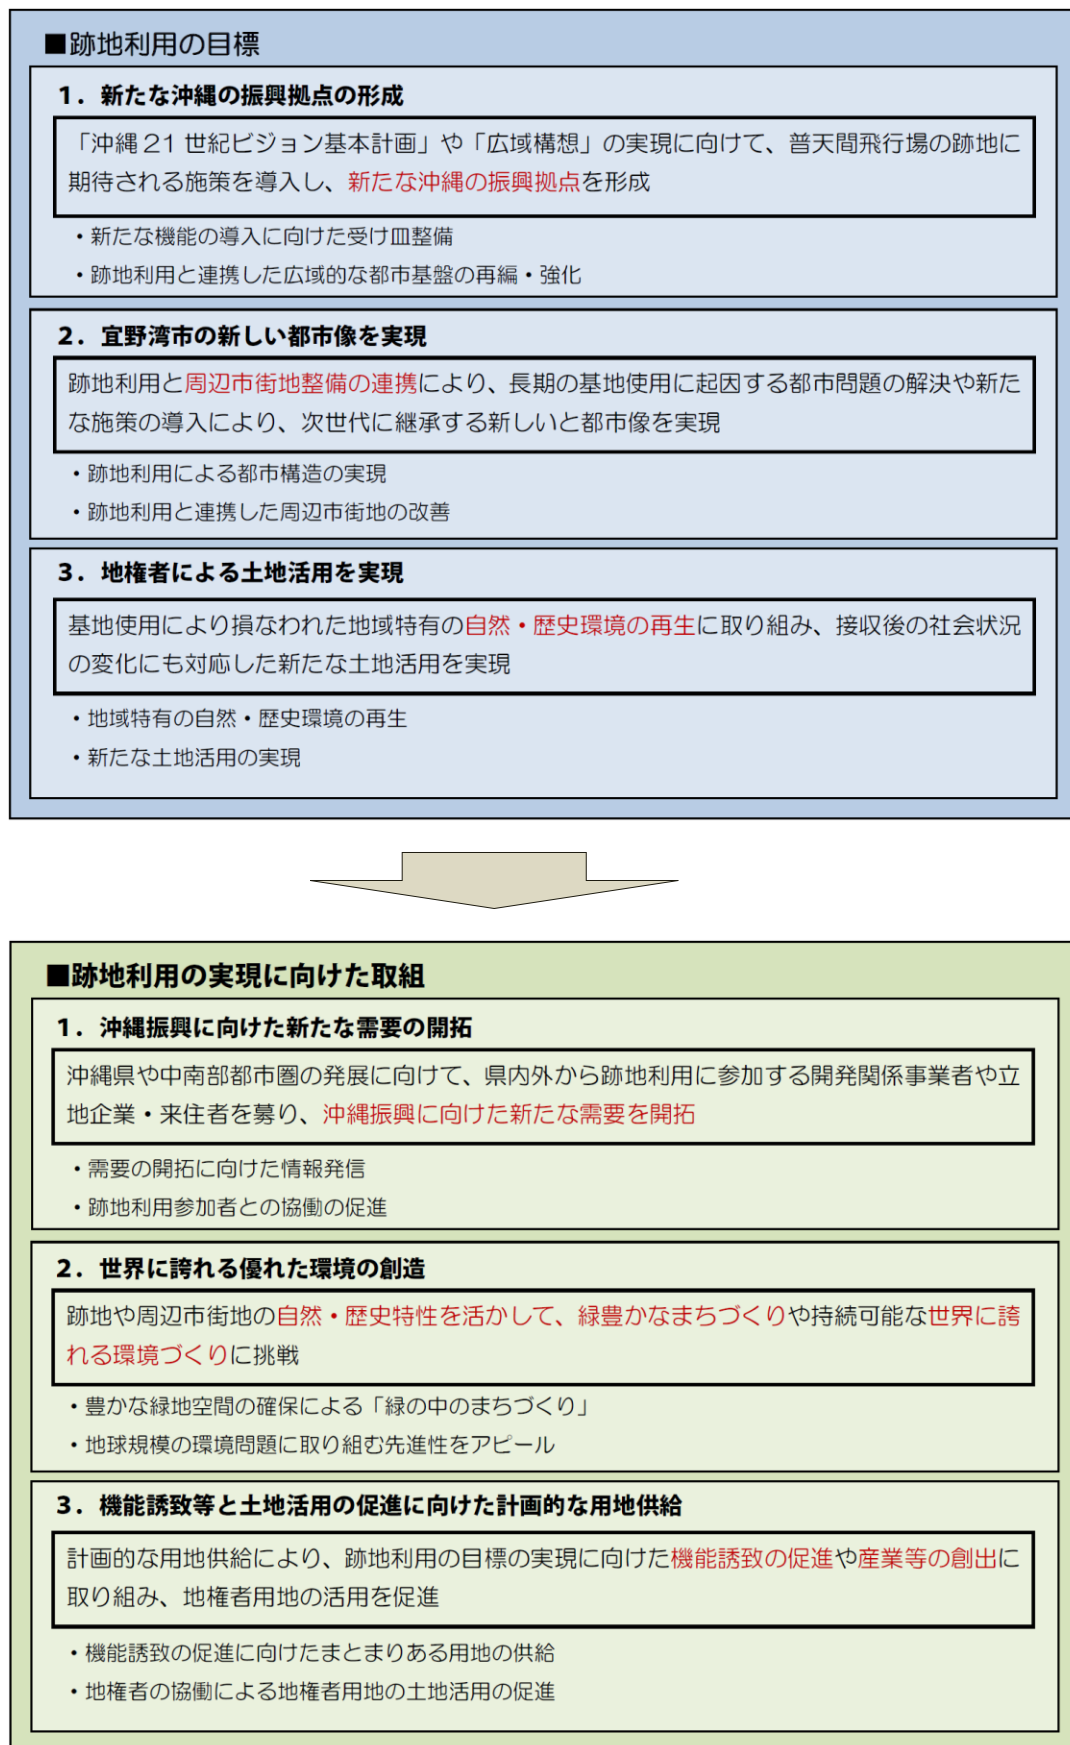 ■跡地利用の目標
1．新たな沖縄の振興拠点の形成
「沖縄 21 世紀ビジョン基本計画」や「広域構想」の実現に向けて、普天間飛行場の跡地に
期待される施策を導入し、新たな沖縄の振興拠点を形成
・新たな機能の導入に向けた受け皿整備
・跡地利用と連携した広域的な都市基盤の再編・強化
2．宜野湾市の新しい都市像を実現
跡地利用と周辺市街地整備の連携により、長期の基地使用に起因する都市問題の解決や新た
な施策の導入により、次世代に継承する新しいと都市像を実現
・跡地利用による都市構造の実現
・跡地利用と連携した周辺市街地の改善
3．地権者による土地活用を実現
基地使用により損なわれた地域特有の自然・歴史環境の再生に取り組み、接収後の社会状況
の変化にも対応した新たな土地活用を実現
・地域特有の自然・歴史環境の再生
・新たな土地活用の実現
■跡地利用の実現に向けた取組
1．沖縄振興に向けた新たな需要の開拓
沖縄県や中南部都市圏の発展に向けて、県内外から跡地利用に参加する開発関係事業者や立
地企業・来住者を募り、沖縄振興に向けた新たな需要を開拓
・需要の開拓に向けた情報発信
・跡地利用参加者との協働の促進
2．世界に誇れる優れた環境の創造
跡地や周辺市街地の自然・歴史特性を活かして、緑豊かなまちづくりや持続可能な世界に誇
れる環境づくりに挑戦
・豊かな緑地空間の確保による「緑の中のまちづくり」
・地球規模の環境問題に取り組む先進性をアピール
3．機能誘致等と土地活用の促進に向けた計画的な用地供給
計画的な用地供給により、跡地利用の目標の実現に向けた機能誘致の促進や産業等の創出に
取り組み、地権者用地の活用を促進
・機能誘致の促進に向けたまとまりある用地の供給
・地権者の協働による地権者用地の土地活用の促進